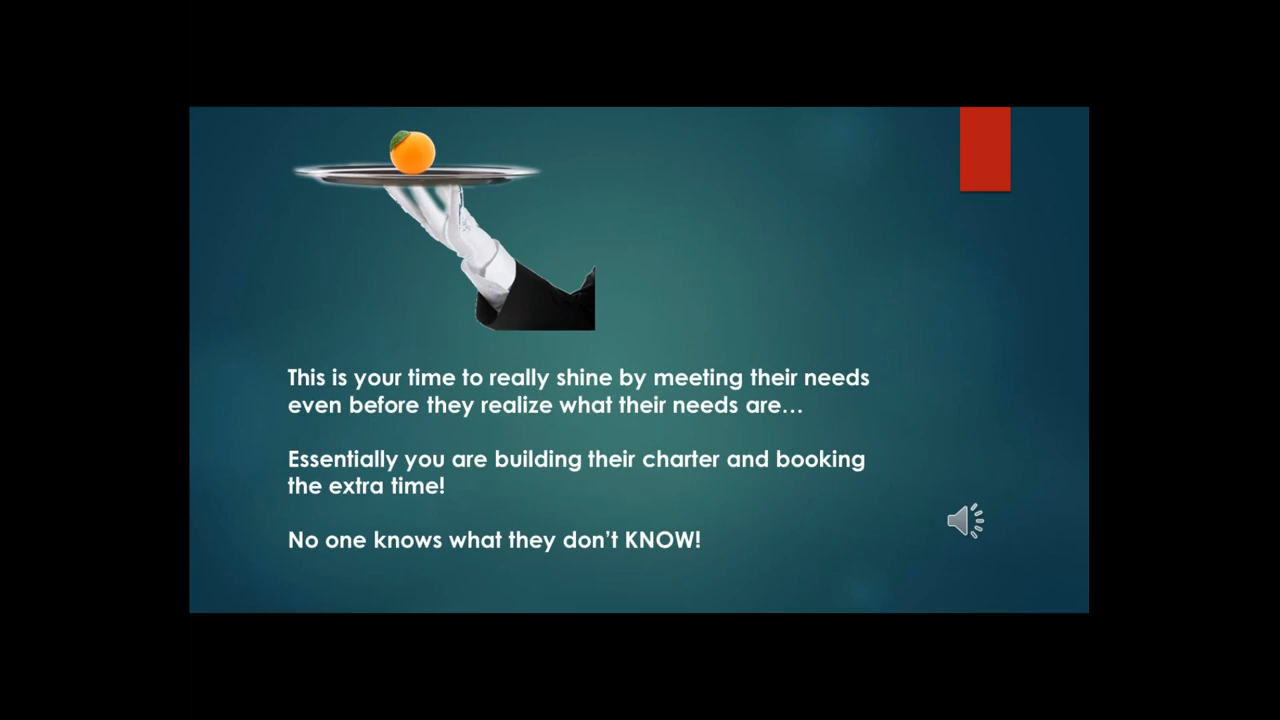 This is your time to really shine by meeting their needs
even before they realize what their needs are…
Essentially you are building their charter and booking
the extra time!
No one knows what they don’t KNOW!